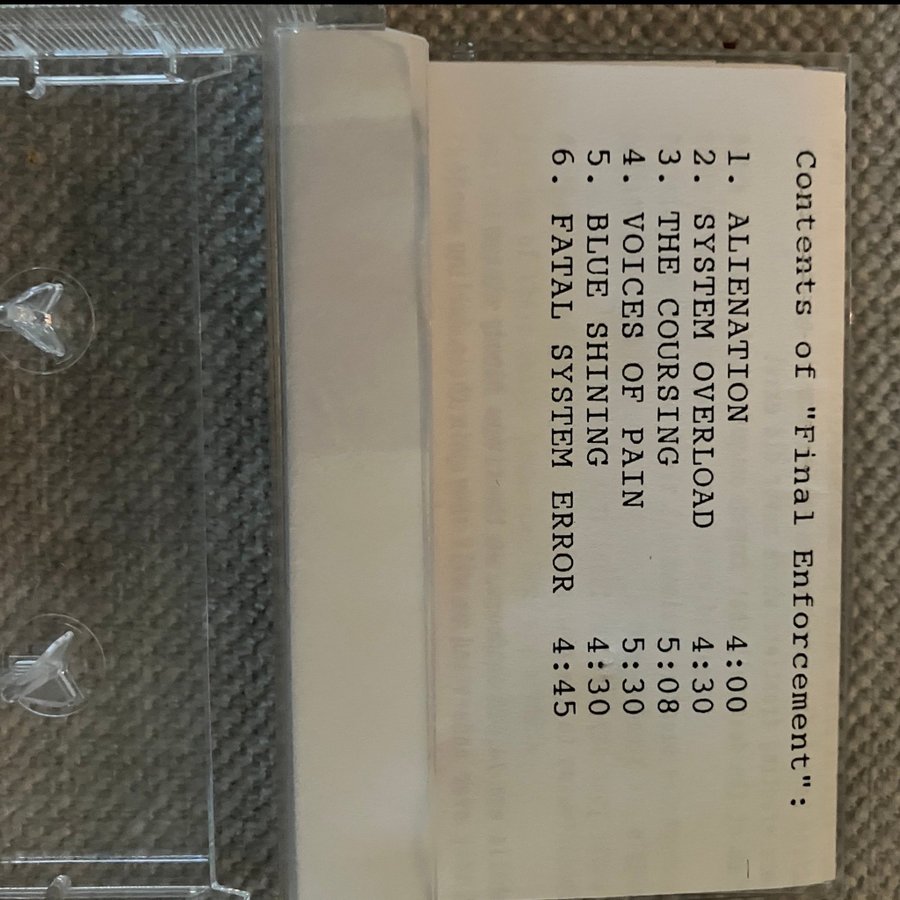 Contents of "Final Enforcement":
1. ALIENATION 4:00
2. SYSTEM OVERLOAD 4:30
3. THE COURSING 5:08
4. VOICES OF PAIN 5:30
5. BLUE SHINING 4:30
6. FATAL SYSTEM ERROR 4:45